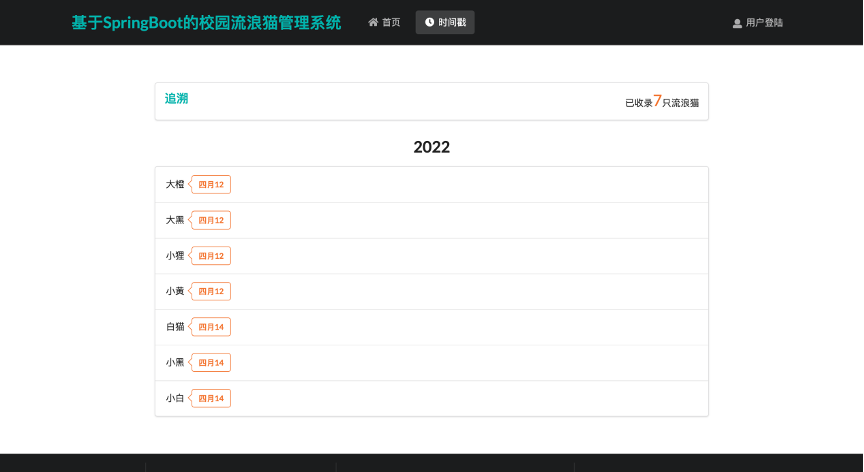 基于SpringBoot的校园流浪猫管理系统 首页 时间戳 用户登陆
追溯 已收录7只流浪猫
2022
大橙 四月12
大黑 四月12
小狸 四月12
小黄 四月12
白猫 四月14
小黑 四月14
小白 四月14